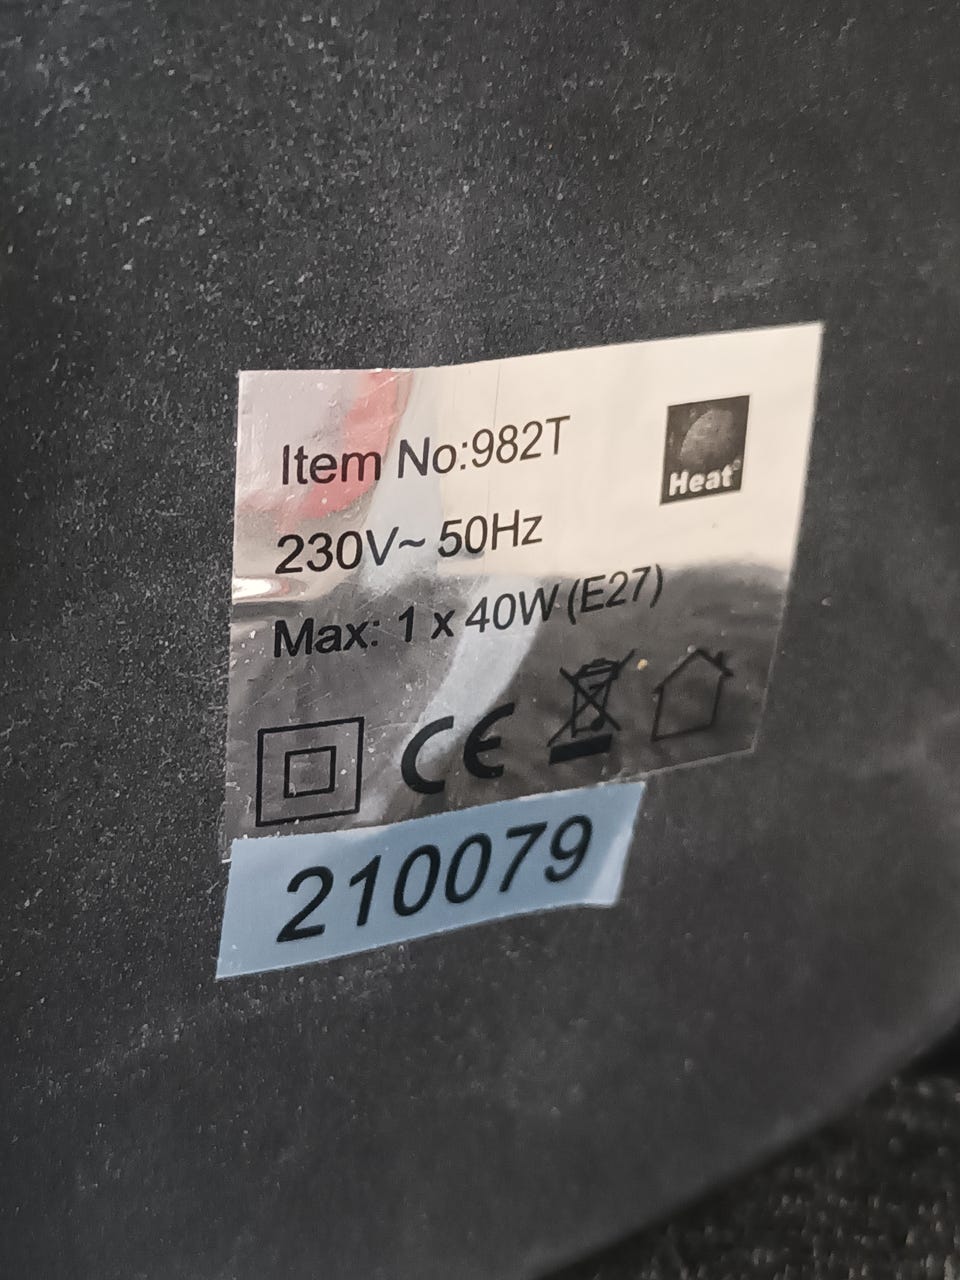 Item No:982T
Heat
230V~ 50Hz
Max: 1 x 40W (E27)
CE
210079